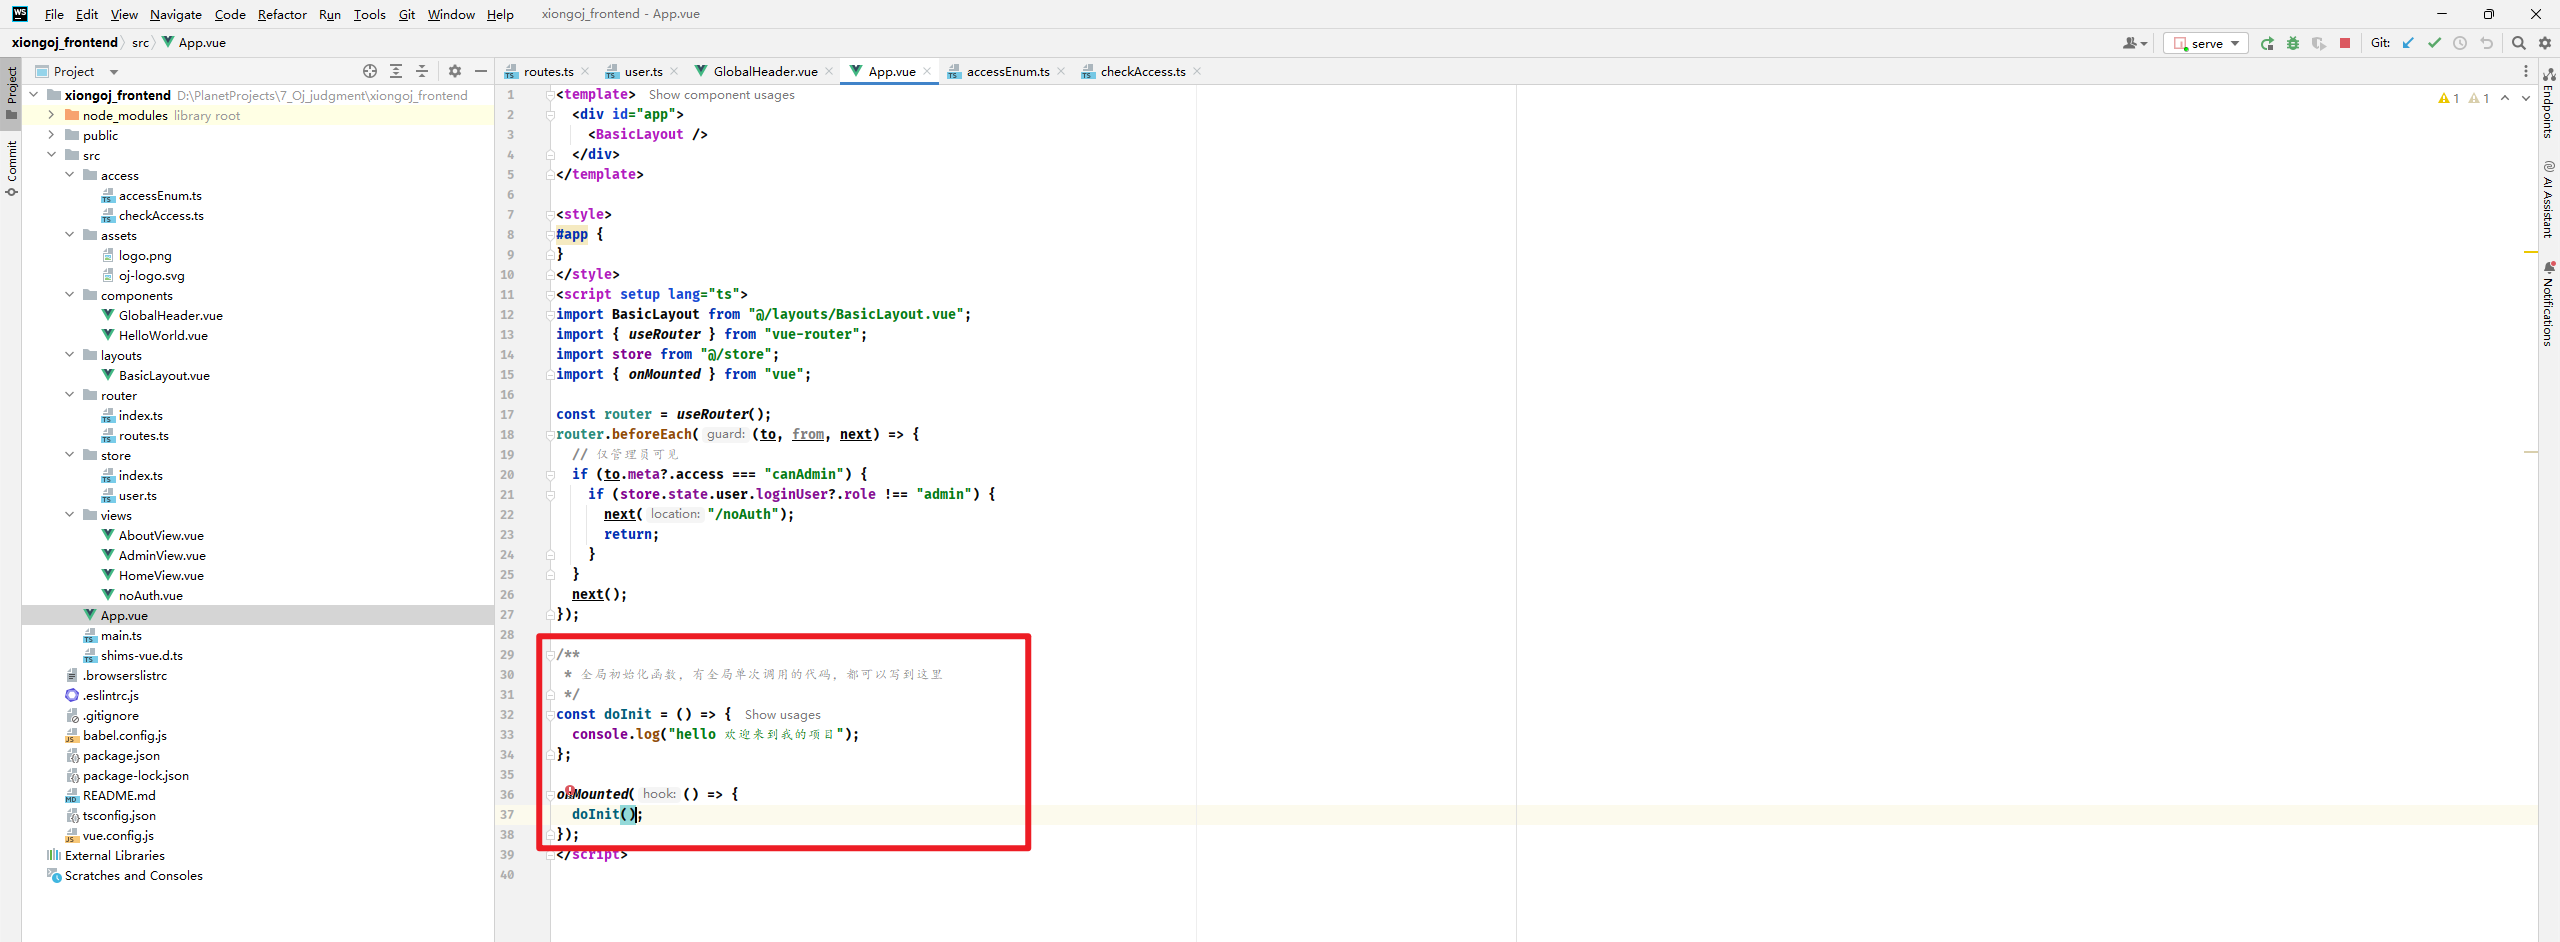 File Edit View Navigate Code Refactor Run Tools Git Window Help xiongoj_frontend - App.vue
xiongoj_frontend src App.vue
serve Git:
Project
Commit
Project
xiongoj_frontend D:\PlanetProjects\7_Oj_judgment\xiongoj_frontend
node_modules library root
public
src
access
accessEnum.ts
checkAccess.ts
assets
logo.png
oj-logo.svg
components
GlobalHeader.vue
HelloWorld.vue
layouts
BasicLayout.vue
router
index.ts
routes.ts
store
index.ts
user.ts
views
AboutView.vue
AdminView.vue
HomeView.vue
noAuth.vue
App.vue
main.ts
shims-vue.d.ts
.browserslistrc
.eslintrc.js
.gitignore
babel.config.js
package.json
package-lock.json
README.md
tsconfig.json
vue.config.js
External Libraries
Scratches and Consoles
routes.ts user.ts GlobalHeader.vue App.vue accessEnum.ts checkAccess.ts
1 <template> Show component usages
2 <div id="app">
3 <BasicLayout />
4 </div>
5 </template>
6
7 <style>
8 #app {
9 }
10 </style>
11 <script setup lang="ts">
12 import BasicLayout from "@/layouts/BasicLayout.vue";
13 import { useRouter } from "vue-router";
14 import store from "@/store";
15 import { onMounted } from "vue";
16
17 const router = useRouter();
18 router.beforeEach( guard: (to, from, next) => {
19 // 仅管理员可见
20 if (to.meta?.access === "canAdmin") {
21 if (store.state.user.loginUser?.role !== "admin") {
22 next( location: "/noAuth");
23 return;
24 }
25 }
26 next();
27 });
28
29 /**
30 * 全局初始化函数，有全局单次调用的代码，都可以写到这里
31 */
32 const doInit = () => { Show usages
33 console.log("hello 欢迎来到我的项目");
34 };
35
36 onMounted( hook: () => {
37 doInit();
38 });
39 </script>
40
1 1
Endpoints
AI Assistant
Notifications